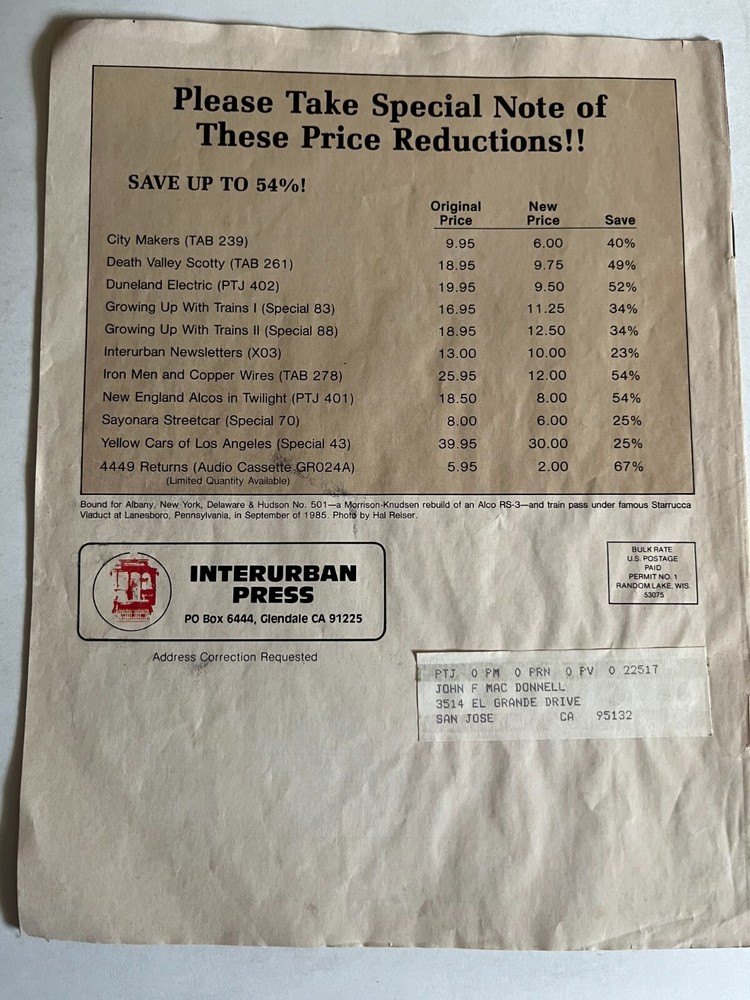 Please Take Special Note of
These Price Reductions!!
SAVE UP TO 54%!
Original Price New Price Save
City Makers (TAB 239) 9.95 6.00 40%
Death Valley Scotty (TAB 261) 18.95 9.75 49%
Duneland Electric (PTJ 402) 19.95 9.50 52%
Growing Up With Trains I (Special 83) 16.95 11.25 34%
Growing Up With Trains II (Special 88) 18.95 12.50 34%
Interurban Newsletters (X03) 13.00 10.00 23%
Iron Men and Copper Wires (TAB 278) 25.95 12.00 54%
New England Alcos in Twilight (PTJ 401) 18.50 8.00 54%
Sayonara Streetcar (Special 70) 8.00 6.00 25%
Yellow Cars of Los Angeles (Special 43) 39.95 30.00 25%
4449 Returns (Audio Cassette GR024A) 5.95 2.00 67%
(Limited Quantity Available)
Bound for Albany, New York, Delaware & Hudson No. 501—a Morrison-Knudsen rebuild of an Alco RS-3—and train pass under famous Starrucca
Viaduct at Lanesboro, Pennsylvania, in September of 1985. Photo by Hal Reiser.
INTERURBAN
PRESS
PO Box 6444, Glendale CA 91225
Address Correction Requested
BULK RATE
U.S. POSTAGE
PAID
PERMIT NO. 1
RANDOM LAKE, WIS.
53075
PTJ 0 PM 0 PRN 0 PV 0 22517
JOHN F MAC DONNELL
3514 EL GRANDE DRIVE
SAN JOSE CA 95132